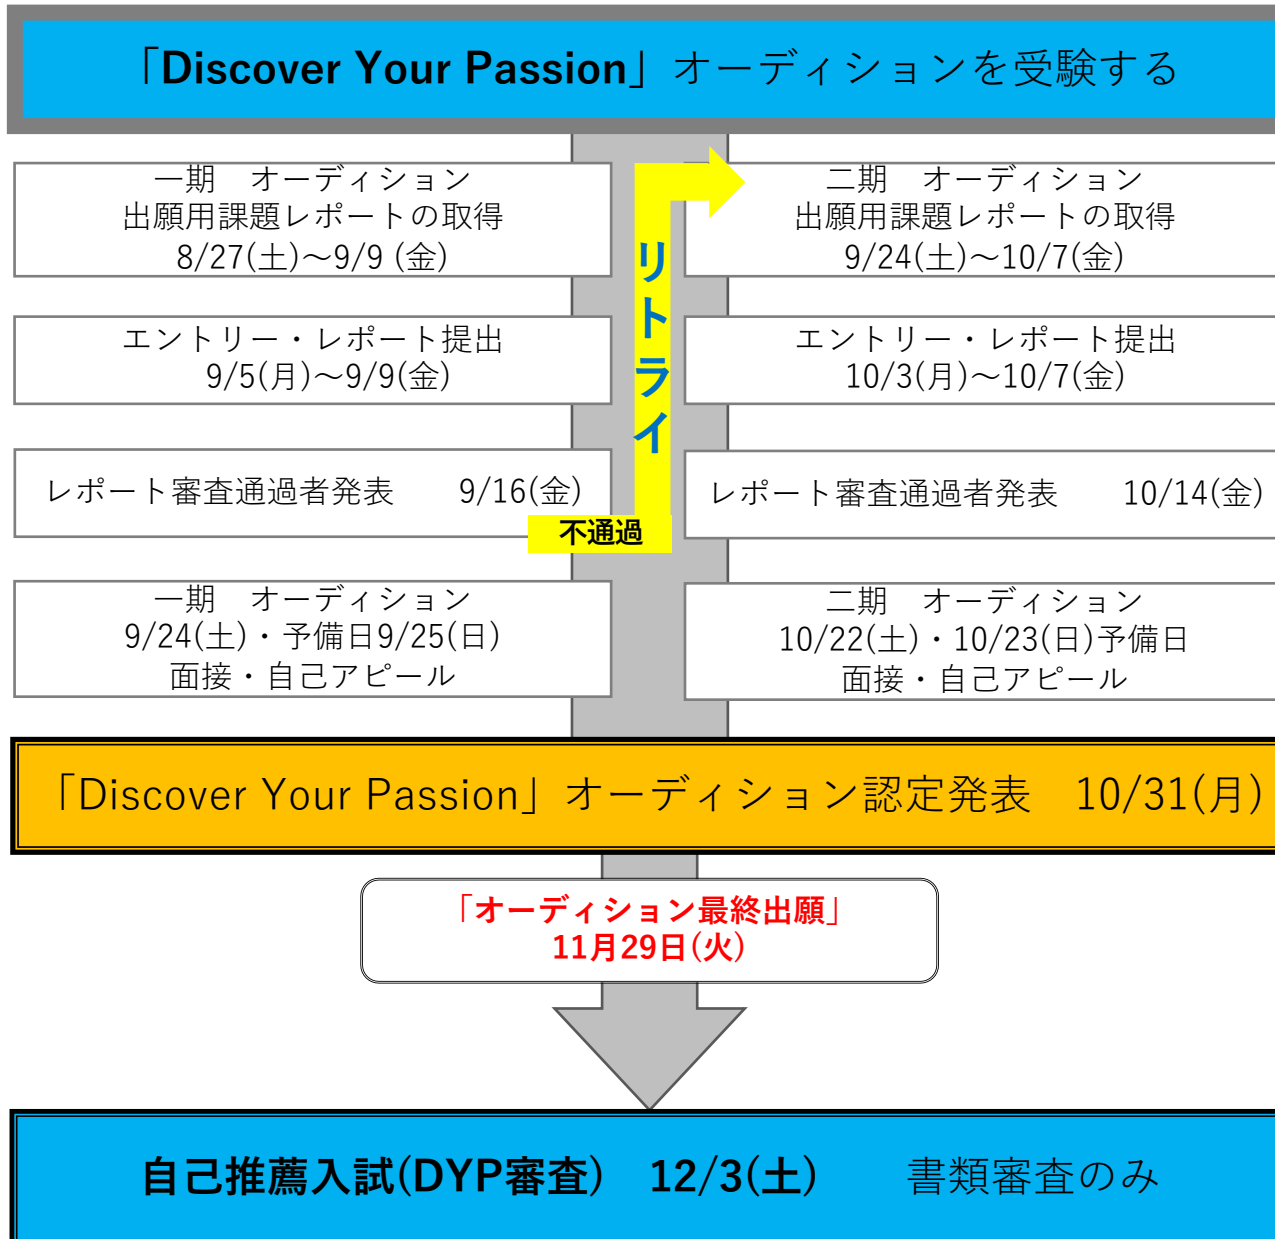 「Discover Your Passion」オーディションを受験する
一期　オーディション
出願用課題レポートの取得
8/27(土)～9/9 (金)
エントリー・レポート提出
9/5(月)～9/9(金)
レポート審査通過者発表　　9/16(金)
不通過
リトライ
一期　オーディション
9/24(土)・予備日9/25(日)
面接・自己アピール
二期　オーディション
出願用課題レポートの取得
9/24(土)～10/7(金)
エントリー・レポート提出
10/3(月)～10/7(金)
レポート審査通過者発表　　10/14(金)
二期　オーディション
10/22(土)・10/23(日)予備日
面接・自己アピール
「Discover Your Passion」オーディション認定発表　10/31(月)
「オーディション最終出願」
11月29日(火)
自己推薦入試(DYP審査)　12/3(土)　　書類審査のみ